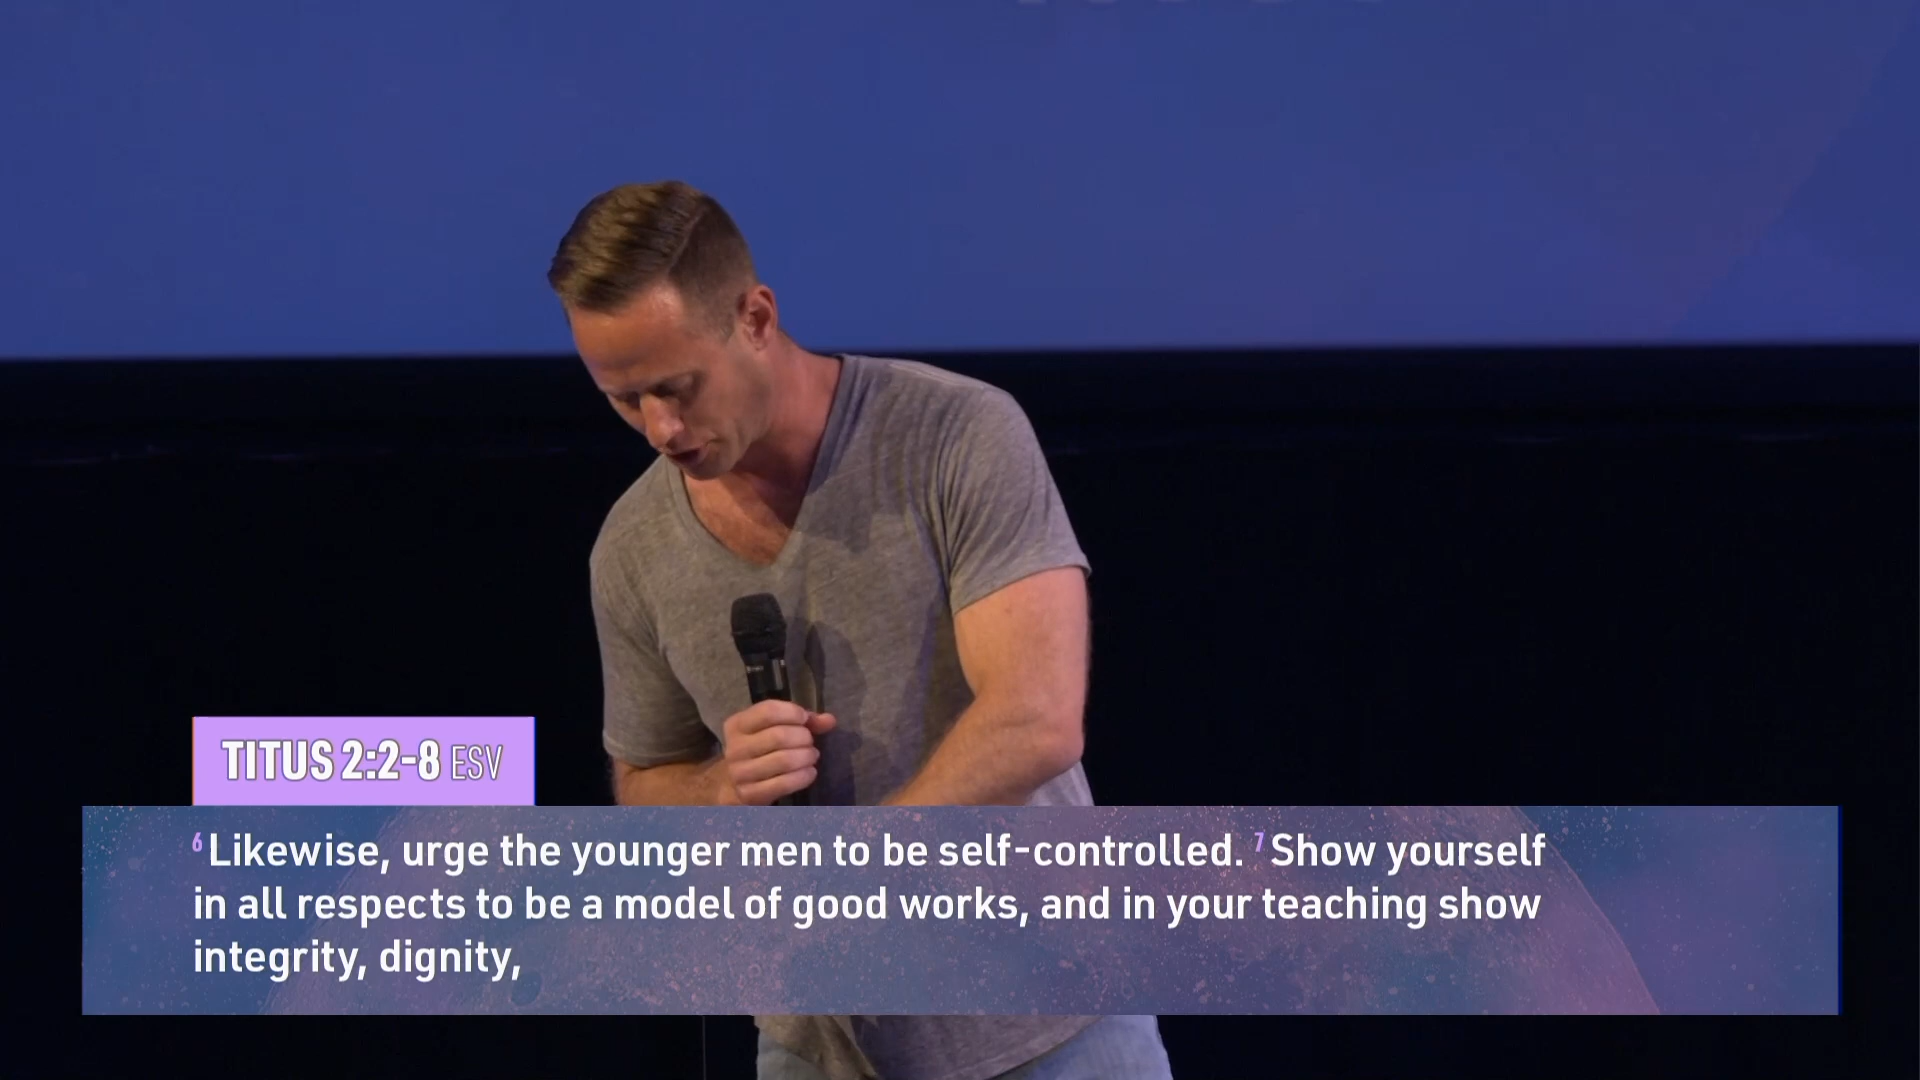 TITUS 2:2-8 ESV
6 Likewise, urge the younger men to be self-controlled. 7 Show yourself
in all respects to be a model of good works, and in your teaching show
integrity, dignity,